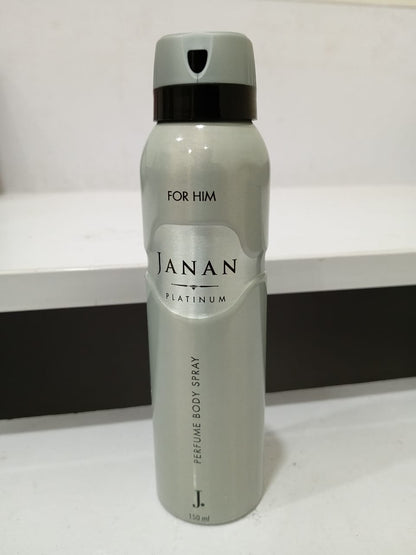 FOR HIM
JANAN
PLATINUM
PERFUME BODY SPRAY
J.
150 ml